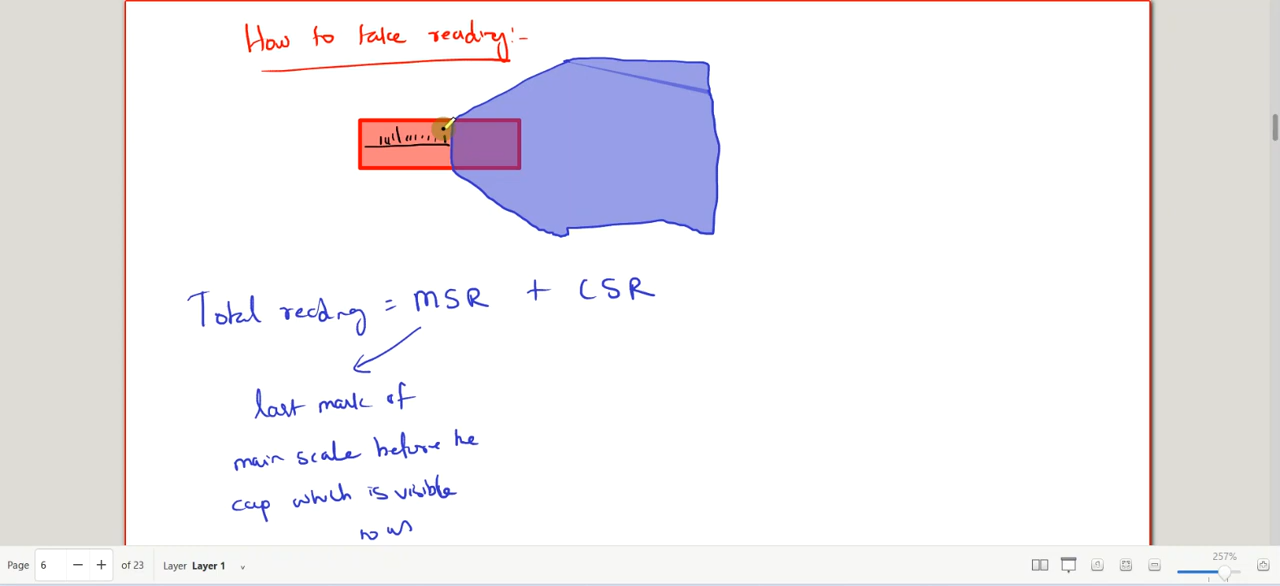 How to take reading:-
Total reading = MSR + CSR
last mark of
main scale before he
cap which is visible
to us
Page 6 of 23 Layer Layer 1 257%